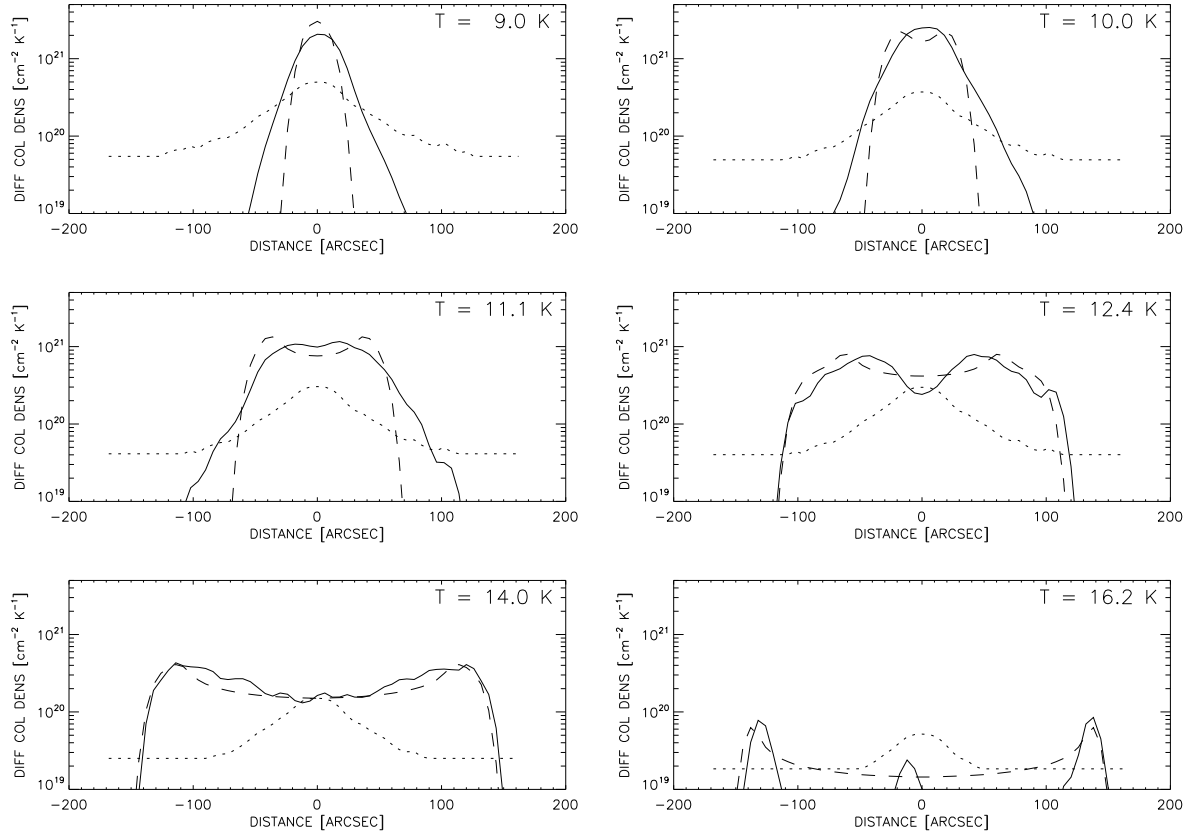 T = 9.0 K
DIFF COL DENS [cm⁻² K⁻¹]
10²¹
10²⁰
10¹⁹
−200 −100 0 100 200
DISTANCE [ARCSEC]
T = 10.0 K
DIFF COL DENS [cm⁻² K⁻¹]
10²¹
10²⁰
10¹⁹
−200 −100 0 100 200
DISTANCE [ARCSEC]
T = 11.1 K
DIFF COL DENS [cm⁻² K⁻¹]
10²¹
10²⁰
10¹⁹
−200 −100 0 100 200
DISTANCE [ARCSEC]
T = 12.4 K
DIFF COL DENS [cm⁻² K⁻¹]
10²¹
10²⁰
10¹⁹
−200 −100 0 100 200
DISTANCE [ARCSEC]
T = 14.0 K
DIFF COL DENS [cm⁻² K⁻¹]
10²¹
10²⁰
10¹⁹
−200 −100 0 100 200
DISTANCE [ARCSEC]
T = 16.2 K
DIFF COL DENS [cm⁻² K⁻¹]
10²¹
10²⁰
10¹⁹
−200 −100 0 100 200
DISTANCE [ARCSEC]